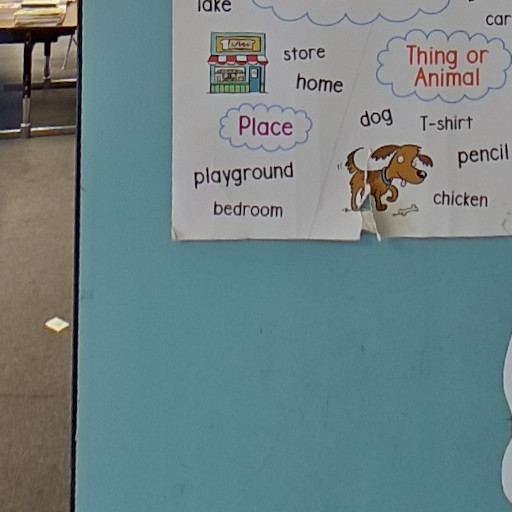 lake
car
store
home
Thing or
Animal
Place
dog
T-shirt
playground
pencil
bedroom
chicken